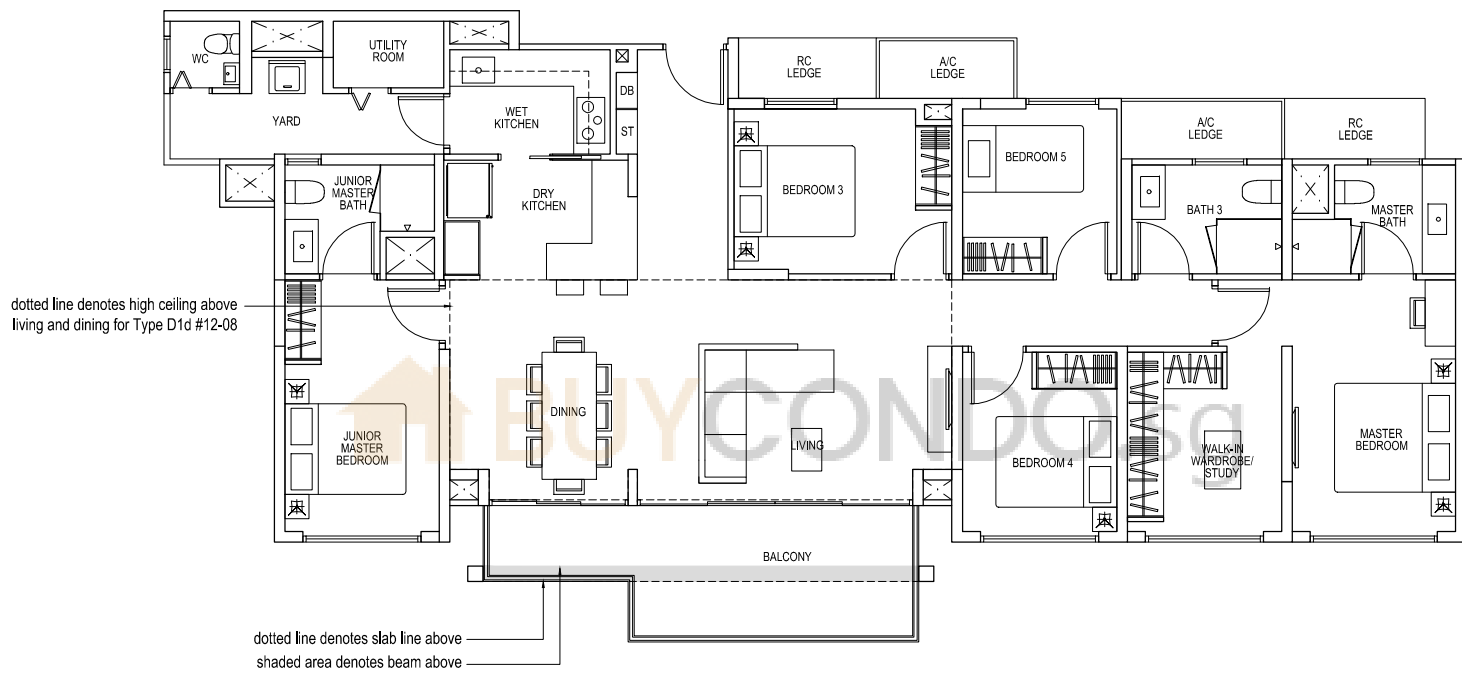 WC
UTILITY
ROOM
RC
LEDGE
A/C
LEDGE
DB
ST
YARD
WET
KITCHEN
A/C
LEDGE
RC
LEDGE
BEDROOM 5
BEDROOM 3
JUNIOR
MASTER
BATH
DRY
KITCHEN
BATH 3
MASTER
BATH
dotted line denotes high ceiling above
living and dining for Type D1d #12-08
DINING
LIVING
JUNIOR
MASTER
BEDROOM
BEDROOM 4
WALK-IN
WARDROBE/
STUDY
MASTER
BEDROOM
BUYCONDO.sg
BALCONY
dotted line denotes slab line above
shaded area denotes beam above